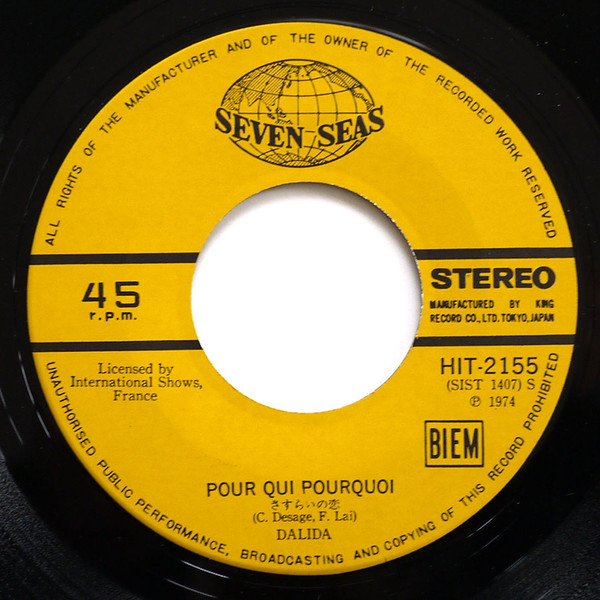 ALL RIGHTS OF THE MANUFACTURER AND OF THE OWNER OF THE RECORDED WORK RESERVED
SEVEN SEAS
45
r.p.m.
STEREO
MANUFACTURED BY KING
RECORD CO., LTD. TOKYO, JAPAN
Licensed by
International Shows,
France
HIT-2155
(SIST 1407) S
℗ 1974
BIEM
POUR QUI POURQUOI
さすらいの恋
(C. Desage, F. Lai)
DALIDA
UNAUTHORISED PUBLIC PERFORMANCE, BROADCASTING AND COPYING OF THIS RECORD PROHIBITED